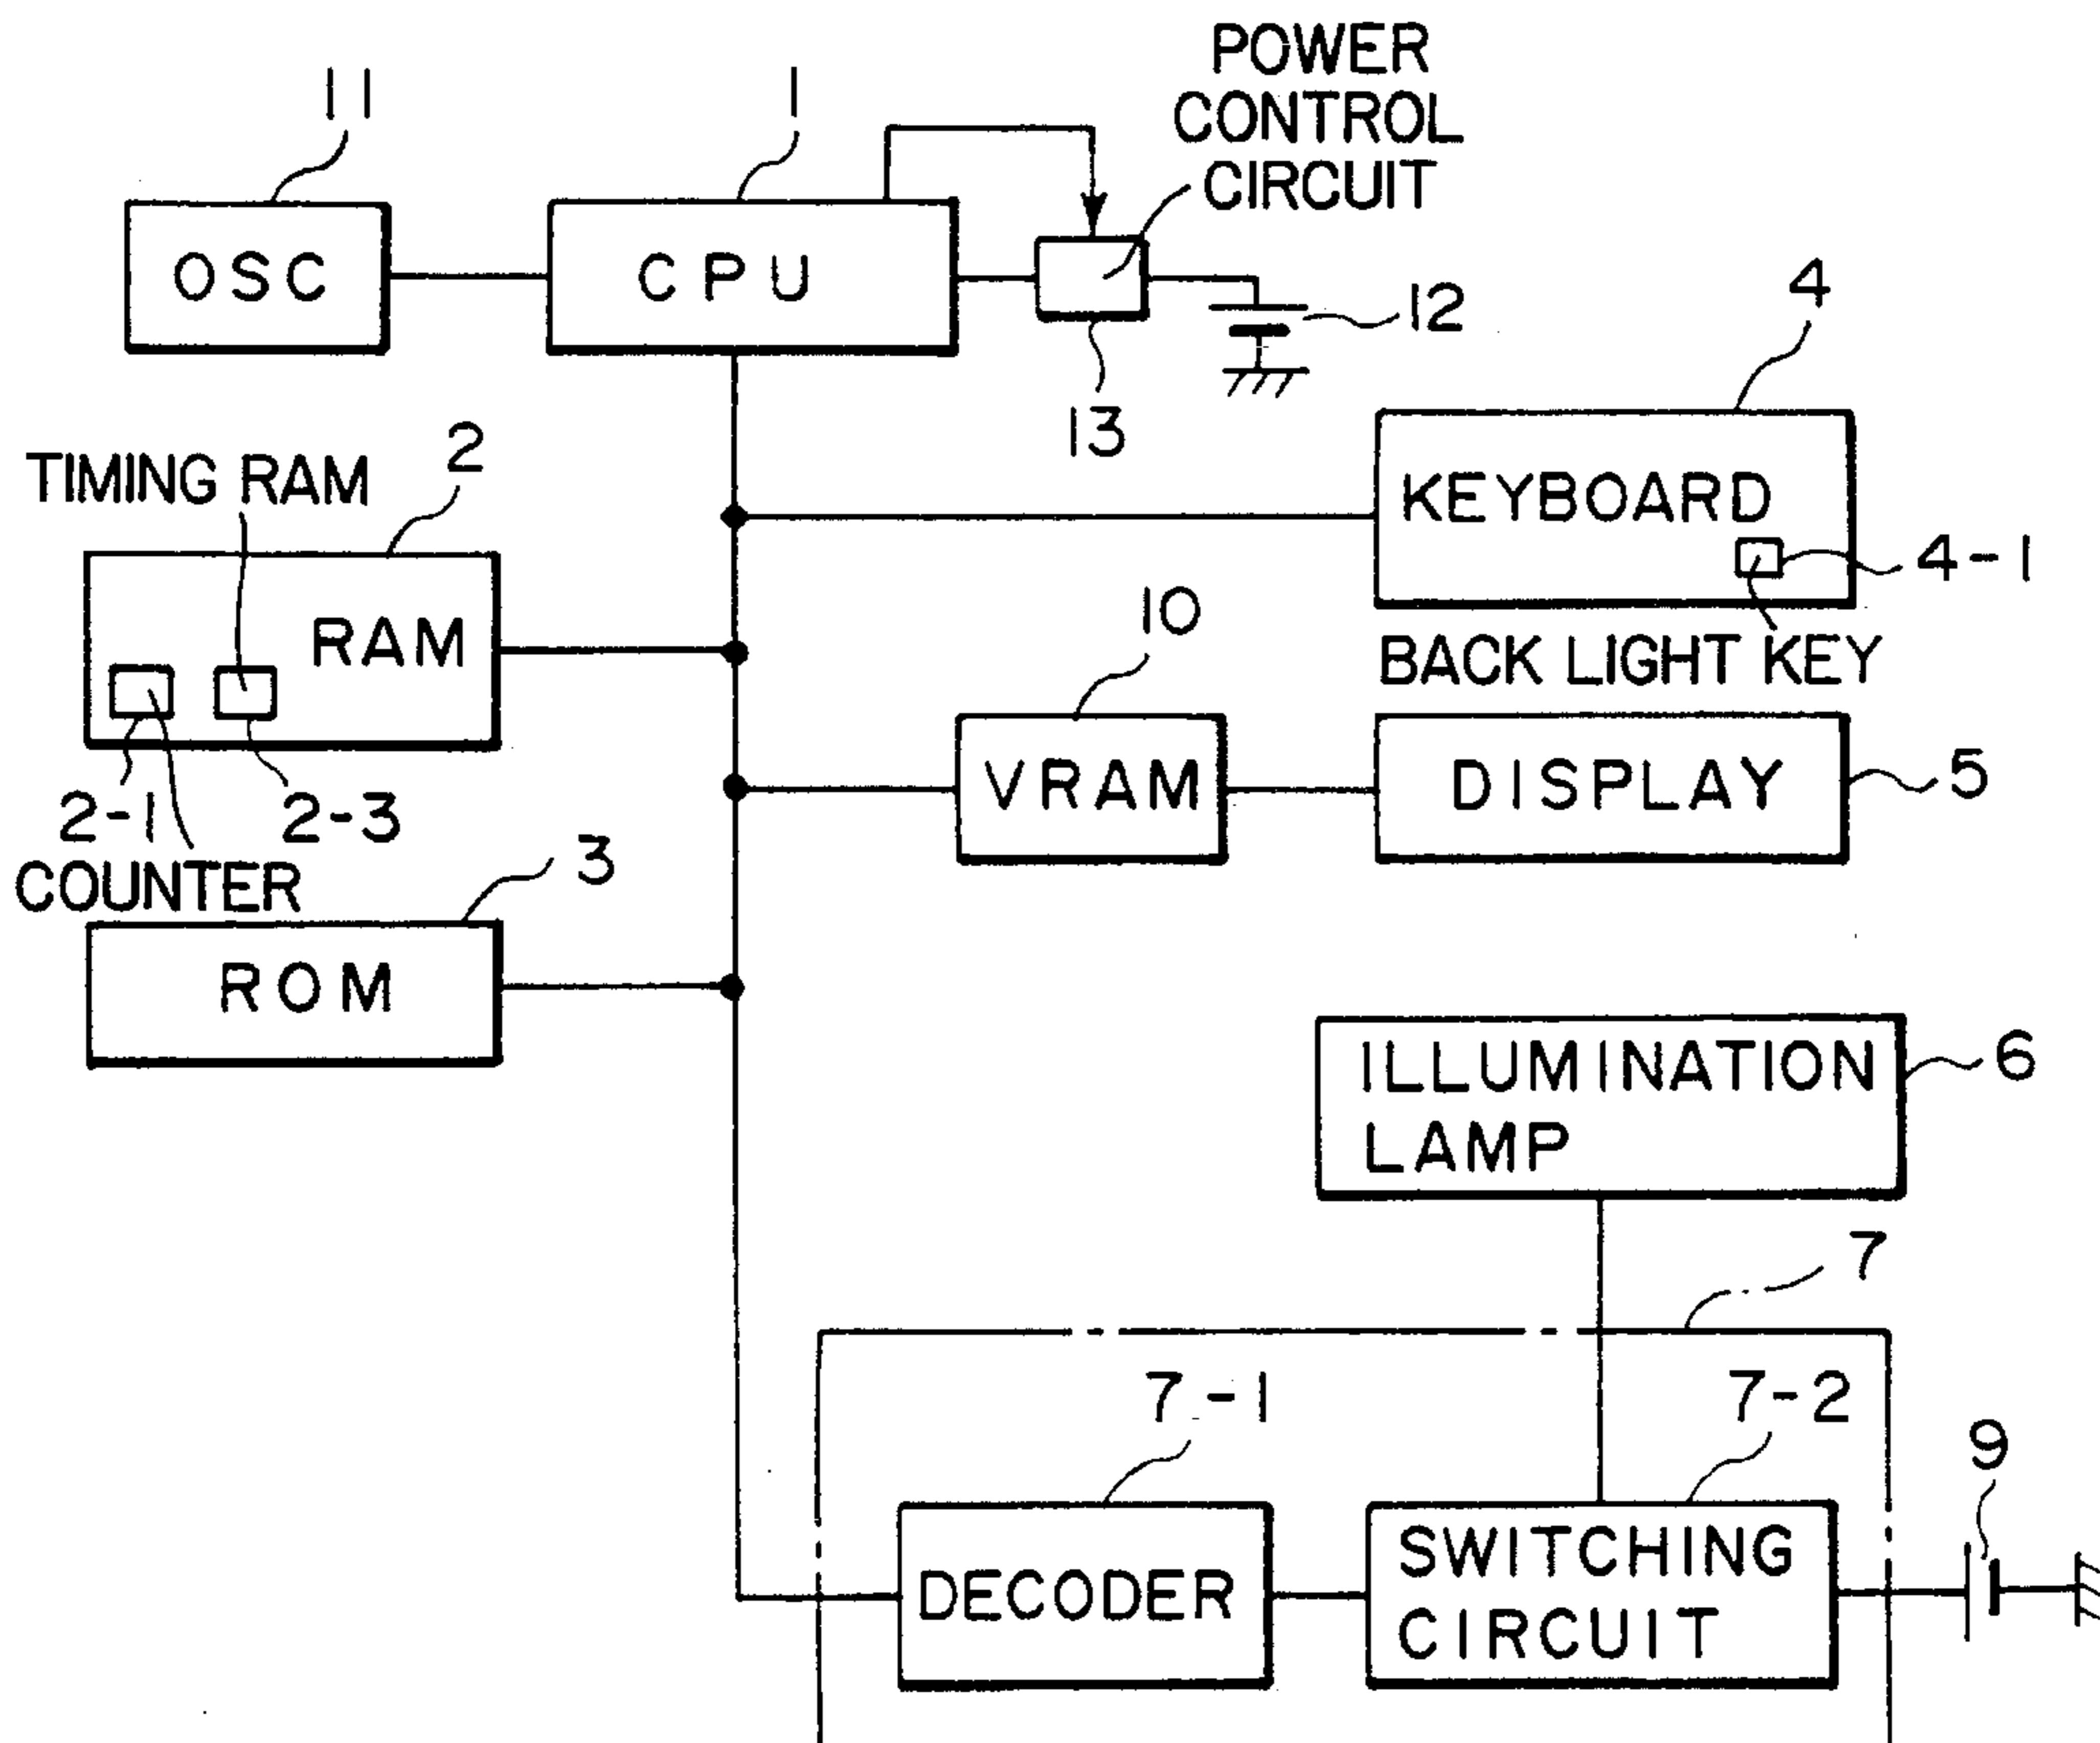 POWER
CONTROL
CIRCUIT
11
1
OSC
CPU
12
13
4
TIMING RAM
2
KEYBOARD
4-1
BACK LIGHT KEY
RAM
10
2-1
2-3
COUNTER
VRAM
DISPLAY
5
3
ROM
ILLUMINATION
LAMP
6
7
7-1
7-2
9
DECODER
SWITCHING
CIRCUIT